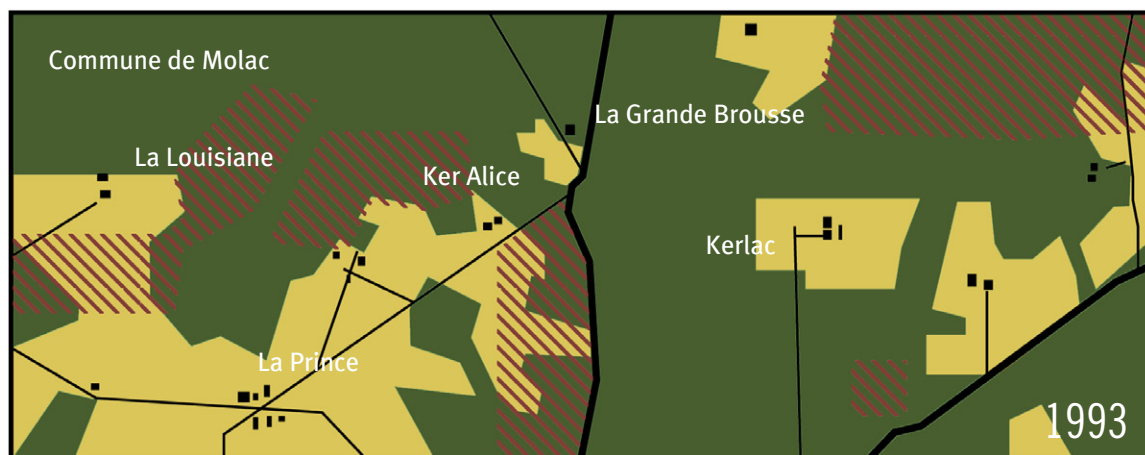 Commune de Molac
La Grande Brousse
La Louisiane
Ker Alice
Kerlac
La Prince
1993